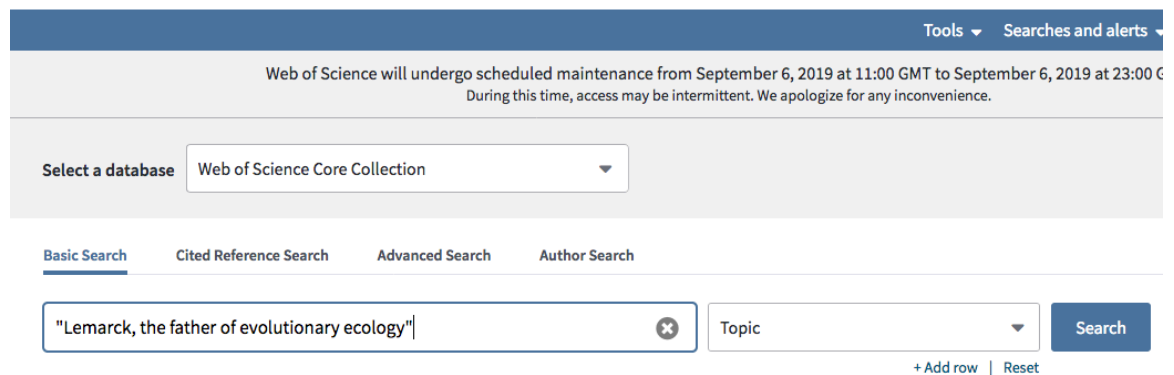 Tools Searches and alerts
Web of Science will undergo scheduled maintenance from September 6, 2019 at 11:00 GMT to September 6, 2019 at 23:00 G
During this time, access may be intermittent. We apologize for any inconvenience.
Select a database Web of Science Core Collection
Basic Search Cited Reference Search Advanced Search Author Search
"Lemarck, the father of evolutionary ecology" Topic Search
+ Add row | Reset